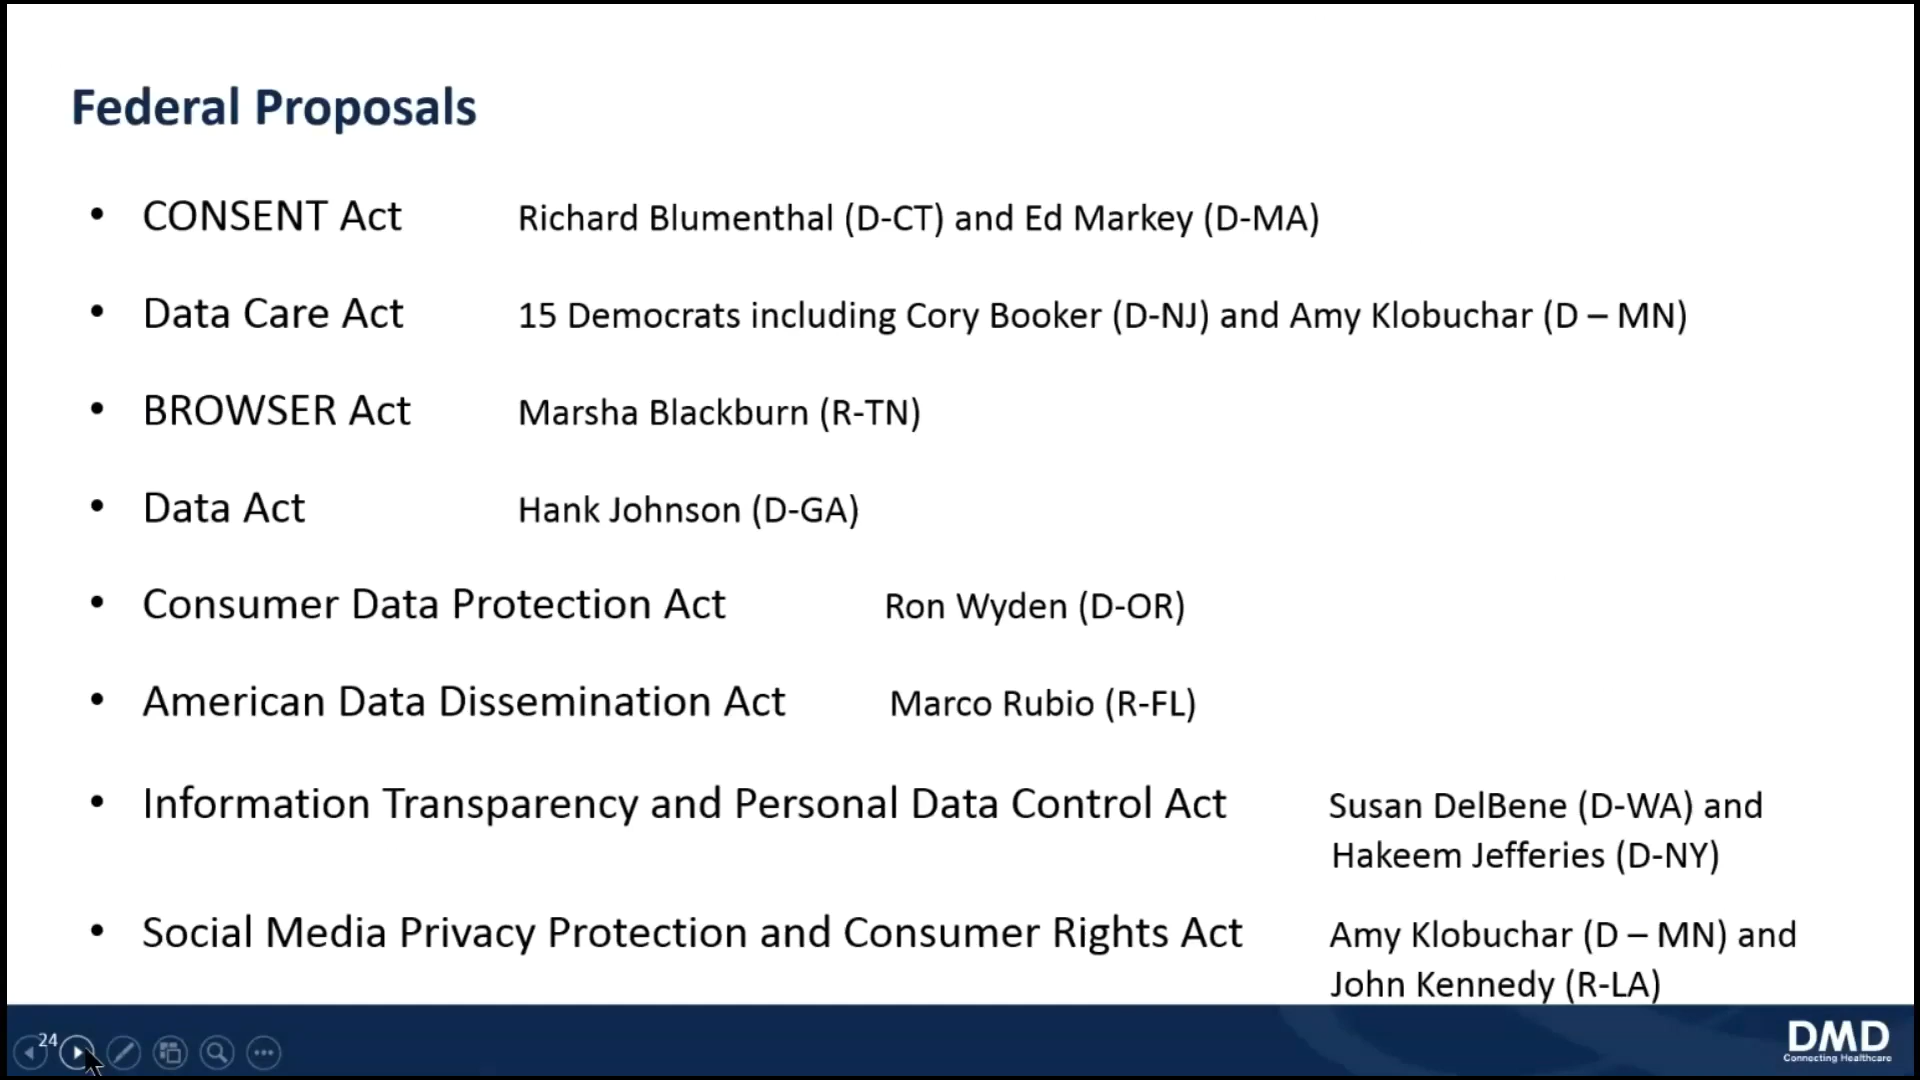 Federal Proposals
• CONSENT Act Richard Blumenthal (D-CT) and Ed Markey (D-MA)
• Data Care Act 15 Democrats including Cory Booker (D-NJ) and Amy Klobuchar (D – MN)
• BROWSER Act Marsha Blackburn (R-TN)
• Data Act Hank Johnson (D-GA)
• Consumer Data Protection Act Ron Wyden (D-OR)
• American Data Dissemination Act Marco Rubio (R-FL)
• Information Transparency and Personal Data Control Act Susan DelBene (D-WA) and
Hakeem Jefferies (D-NY)
• Social Media Privacy Protection and Consumer Rights Act Amy Klobuchar (D – MN) and
John Kennedy (R-LA)
24
DMD
Connecting Healthcare